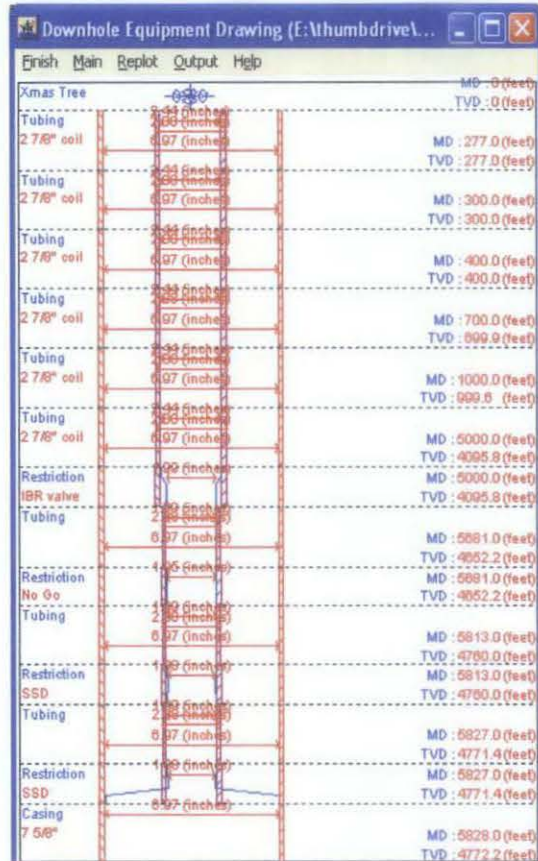 Downhole Equipment Drawing (E:\thumbdrive\...
Finish Main Replot Output Help
Xmas Tree
MD : 0 (feet)
TVD : 0 (feet)
Tubing
2 7/8" coil
6.97 (inches)
MD : 277.0 (feet)
TVD : 277.0 (feet)
Tubing
2 7/8" coil
6.97 (inches)
MD : 300.0 (feet)
TVD : 300.0 (feet)
Tubing
2 7/8" coil
6.97 (inches)
MD : 400.0 (feet)
TVD : 400.0 (feet)
Tubing
2 7/8" coil
6.97 (inches)
MD : 700.0 (feet)
TVD : 699.9 (feet)
Tubing
2 7/8" coil
6.97 (inches)
MD : 1000.0 (feet)
TVD : 999.6 (feet)
Tubing
2 7/8" coil
6.97 (inches)
MD : 5000.0 (feet)
TVD : 4095.8 (feet)
Restriction
IBR valve
(inches)
MD : 5000.0 (feet)
TVD : 4095.8 (feet)
Tubing
6.97 (inches)
MD : 5681.0 (feet)
TVD : 4652.2 (feet)
Restriction
No Go
(inches)
MD : 5681.0 (feet)
TVD : 4652.2 (feet)
Tubing
6.97 (inches)
MD : 5813.0 (feet)
TVD : 4760.0 (feet)
Restriction
SSD
(inches)
MD : 5813.0 (feet)
TVD : 4760.0 (feet)
Tubing
6.97 (inches)
MD : 5827.0 (feet)
TVD : 4771.4 (feet)
Restriction
SSD
(inches)
MD : 5827.0 (feet)
TVD : 4771.4 (feet)
Casing
7 5/8"
6.97 (inches)
MD : 5828.0 (feet)
TVD : 4772.2 (feet)